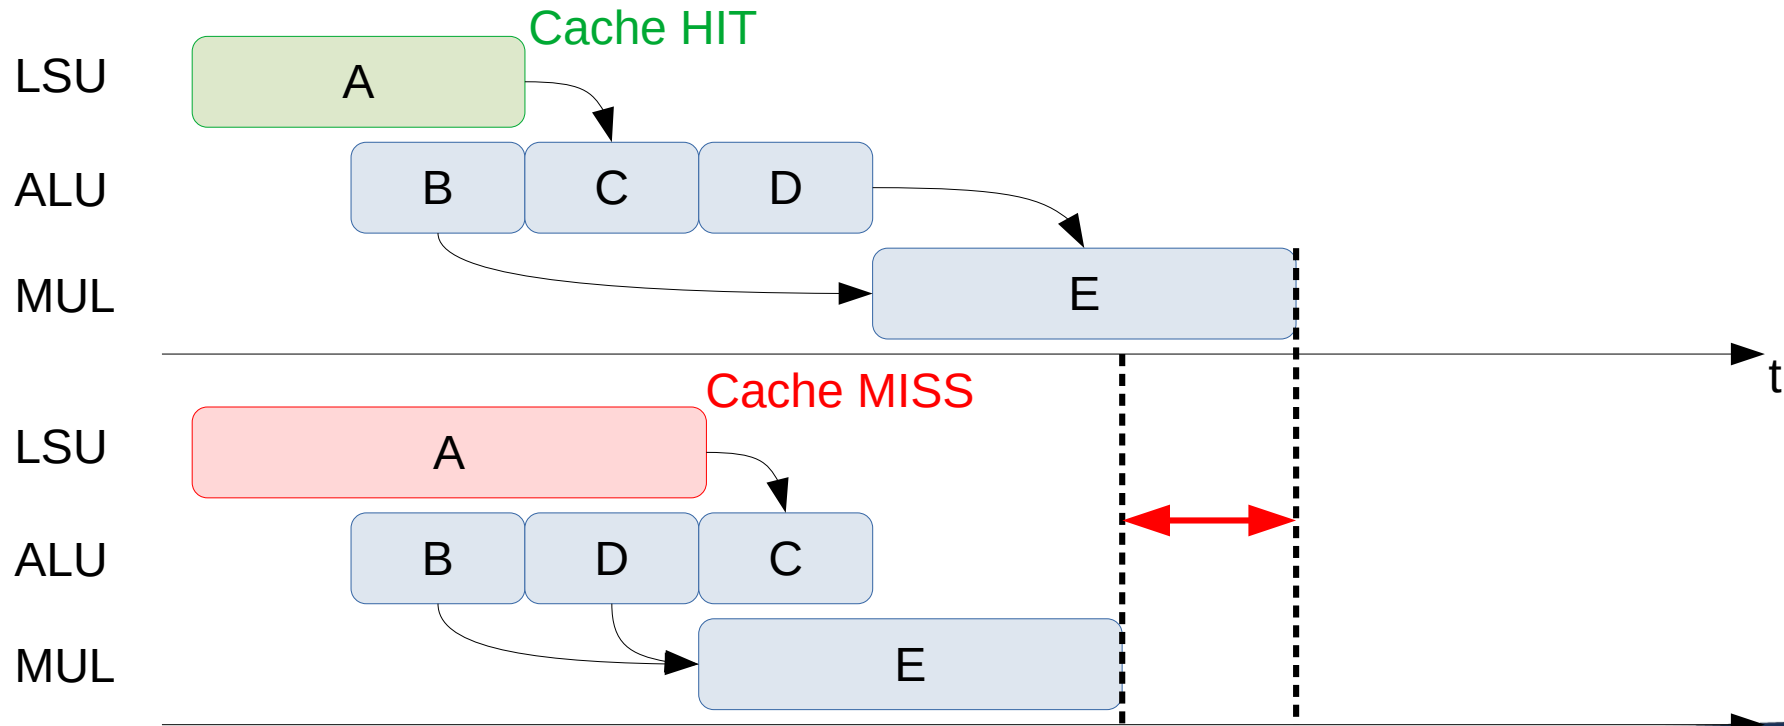 Cache HIT
LSU A
ALU B C D
MUL E
t
Cache MISS
LSU A
ALU B D C
MUL E